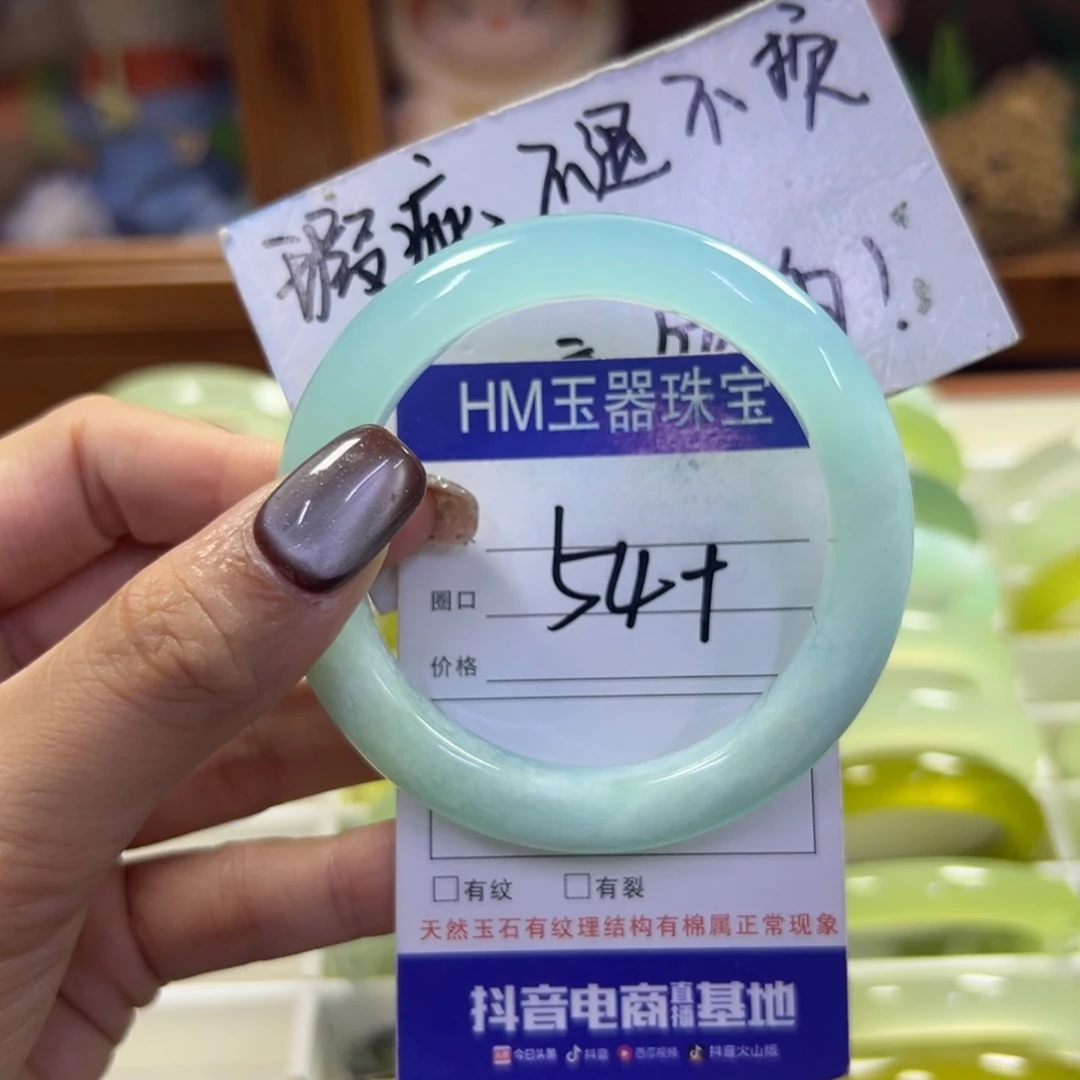 瑕疵、不退不换
的!
HM玉器珠宝
54+
圈口
价格
□有纹 □有裂
天然玉石有纹理结构有棉属正常现象
抖音电商直播基地
今日头条 抖音 西瓜视频 抖音火山版